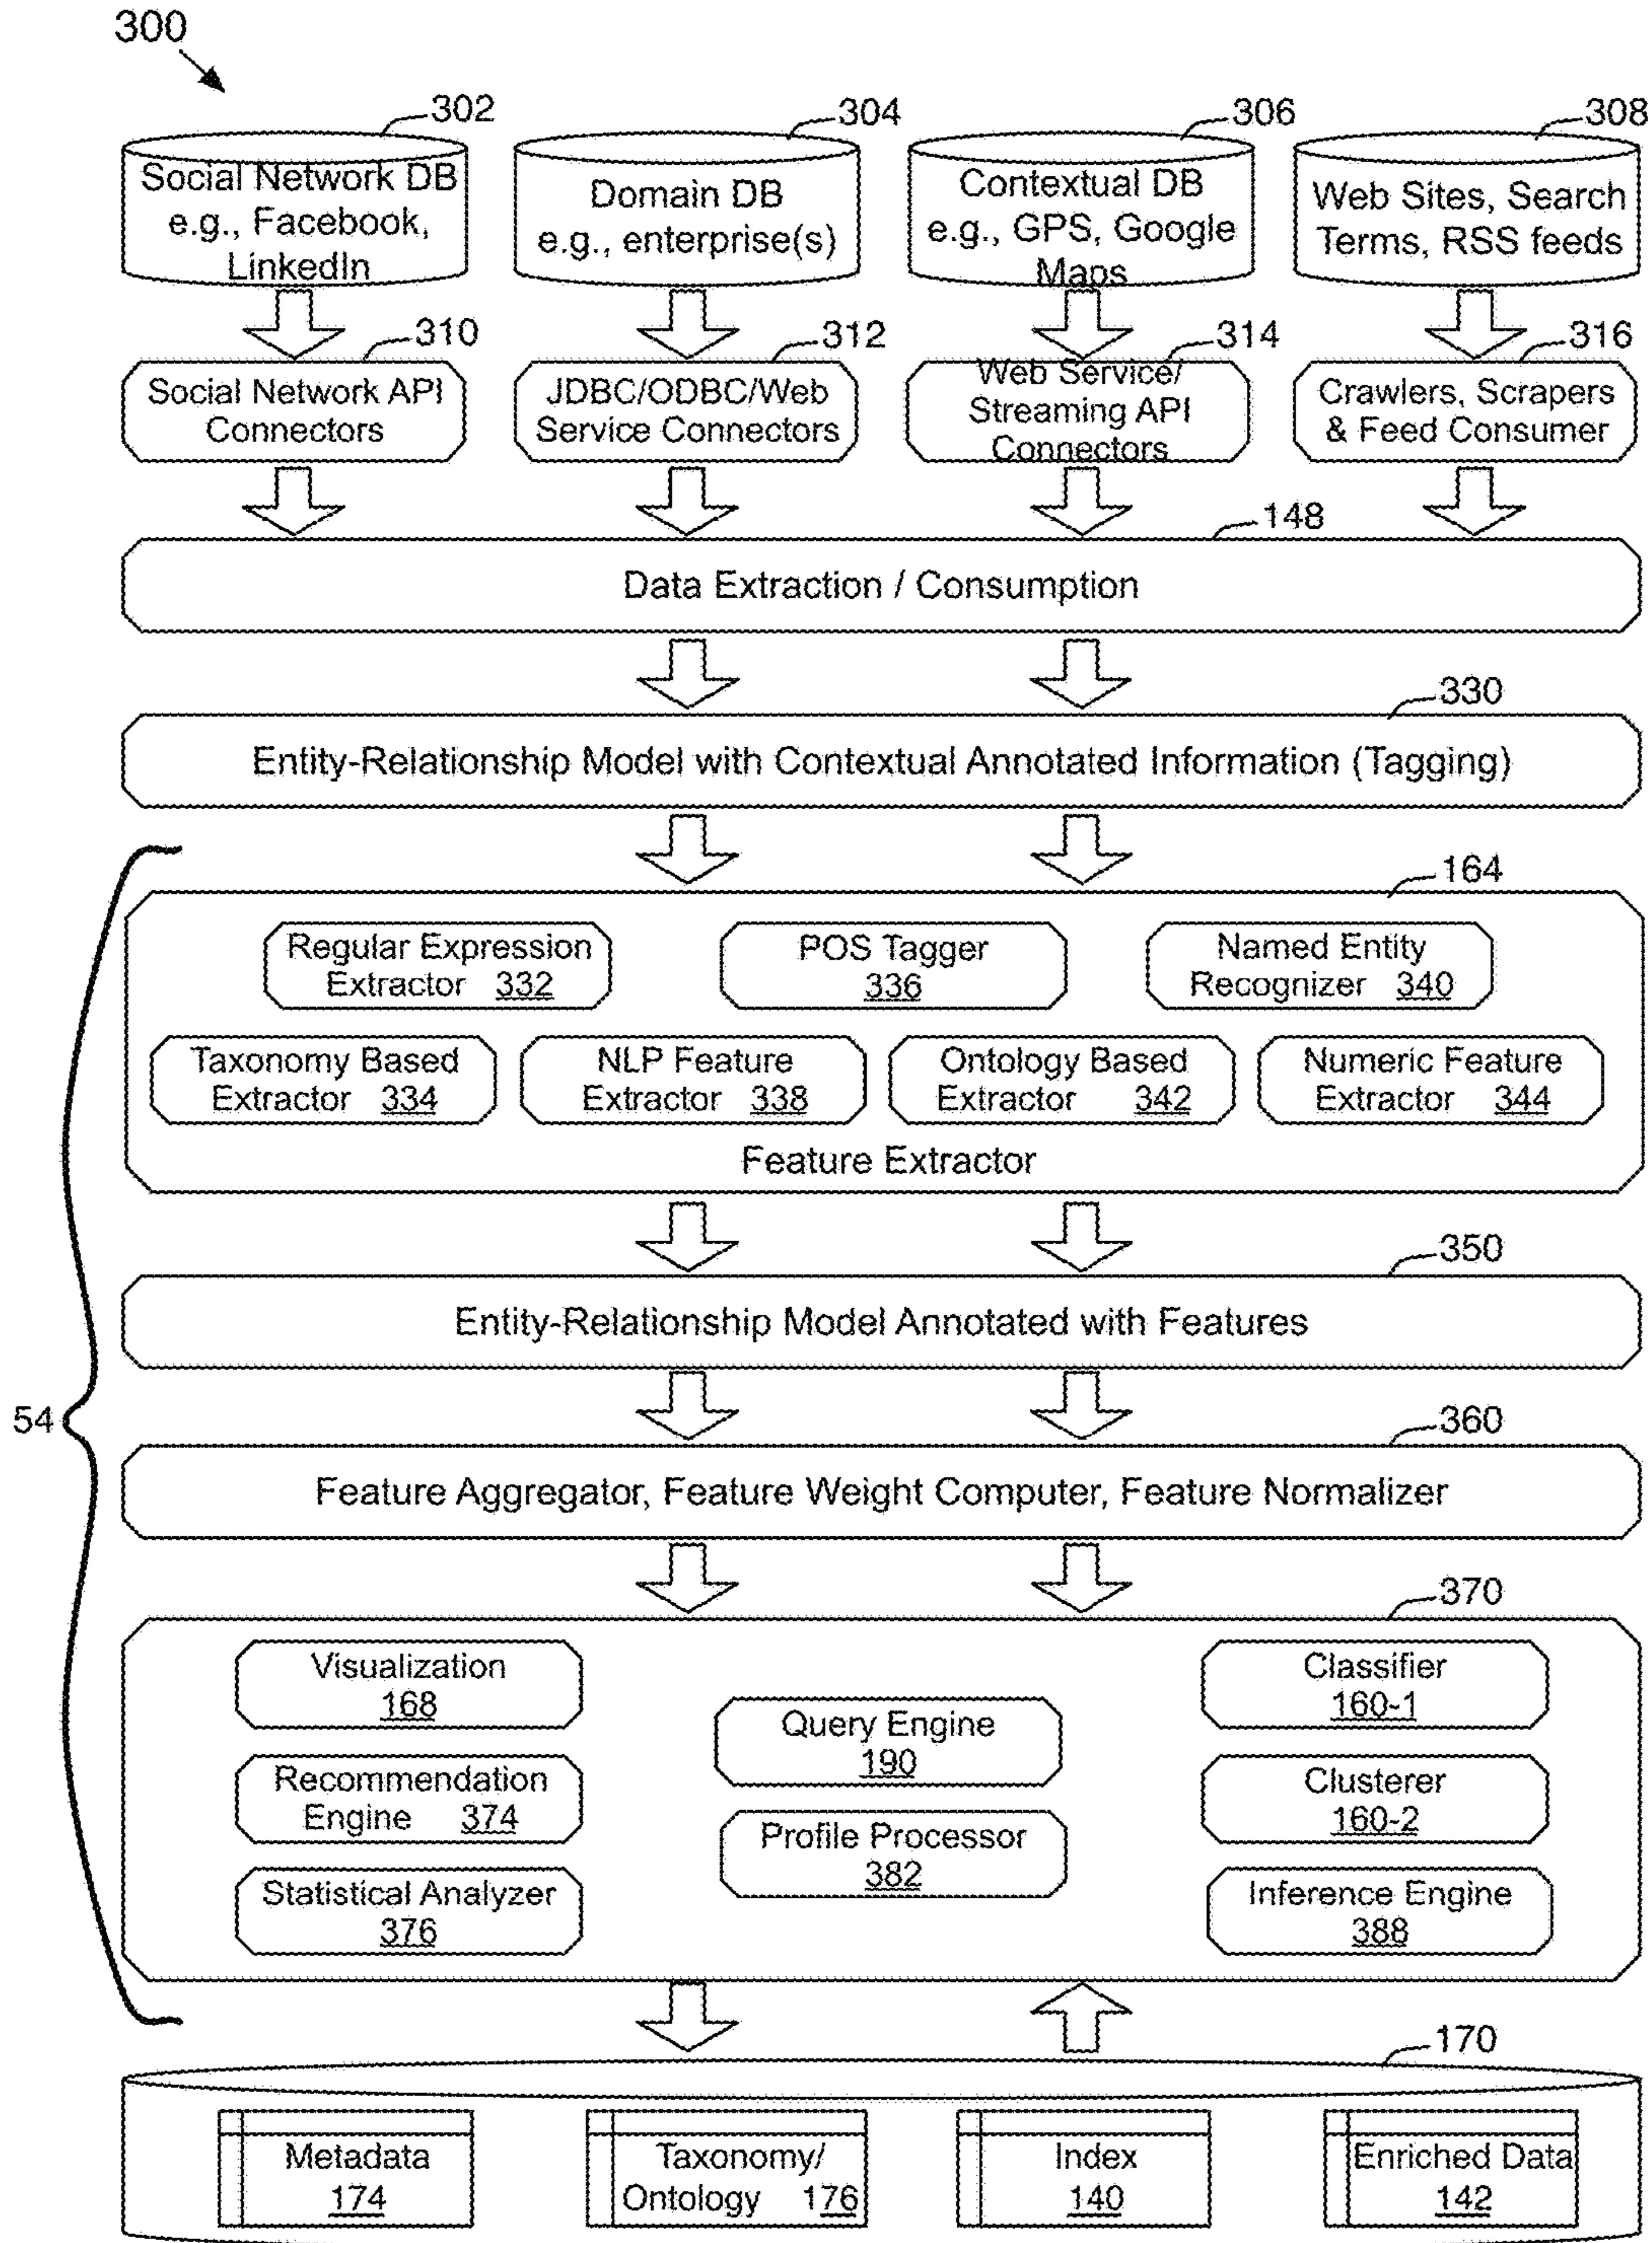 300
302
304
306
308
Social Network DB
e.g., Facebook,
LinkedIn
Domain DB
e.g., enterprise(s)
Contextual DB
e.g., GPS, Google
Maps
Web Sites, Search
Terms, RSS feeds
310
312
314
316
Social Network API
Connectors
JDBC/ODBC/Web
Service Connectors
Web Service/
Streaming API
Connectors
Crawlers, Scrapers
& Feed Consumer
148
Data Extraction / Consumption
330
Entity-Relationship Model with Contextual Annotated Information (Tagging)
164
Regular Expression
Extractor 332
POS Tagger
336
Named Entity
Recognizer 340
Taxonomy Based
Extractor 334
NLP Feature
Extractor 338
Ontology Based
Extractor 342
Numeric Feature
Extractor 344
Feature Extractor
350
Entity-Relationship Model Annotated with Features
54
360
Feature Aggregator, Feature Weight Computer, Feature Normalizer
370
Visualization
168
Recommendation
Engine 374
Statistical Analyzer
376
Query Engine
190
Profile Processor
382
Classifier
160-1
Clusterer
160-2
Inference Engine
388
170
Metadata
174
Taxonomy/
Ontology 176
Index
140
Enriched Data
142